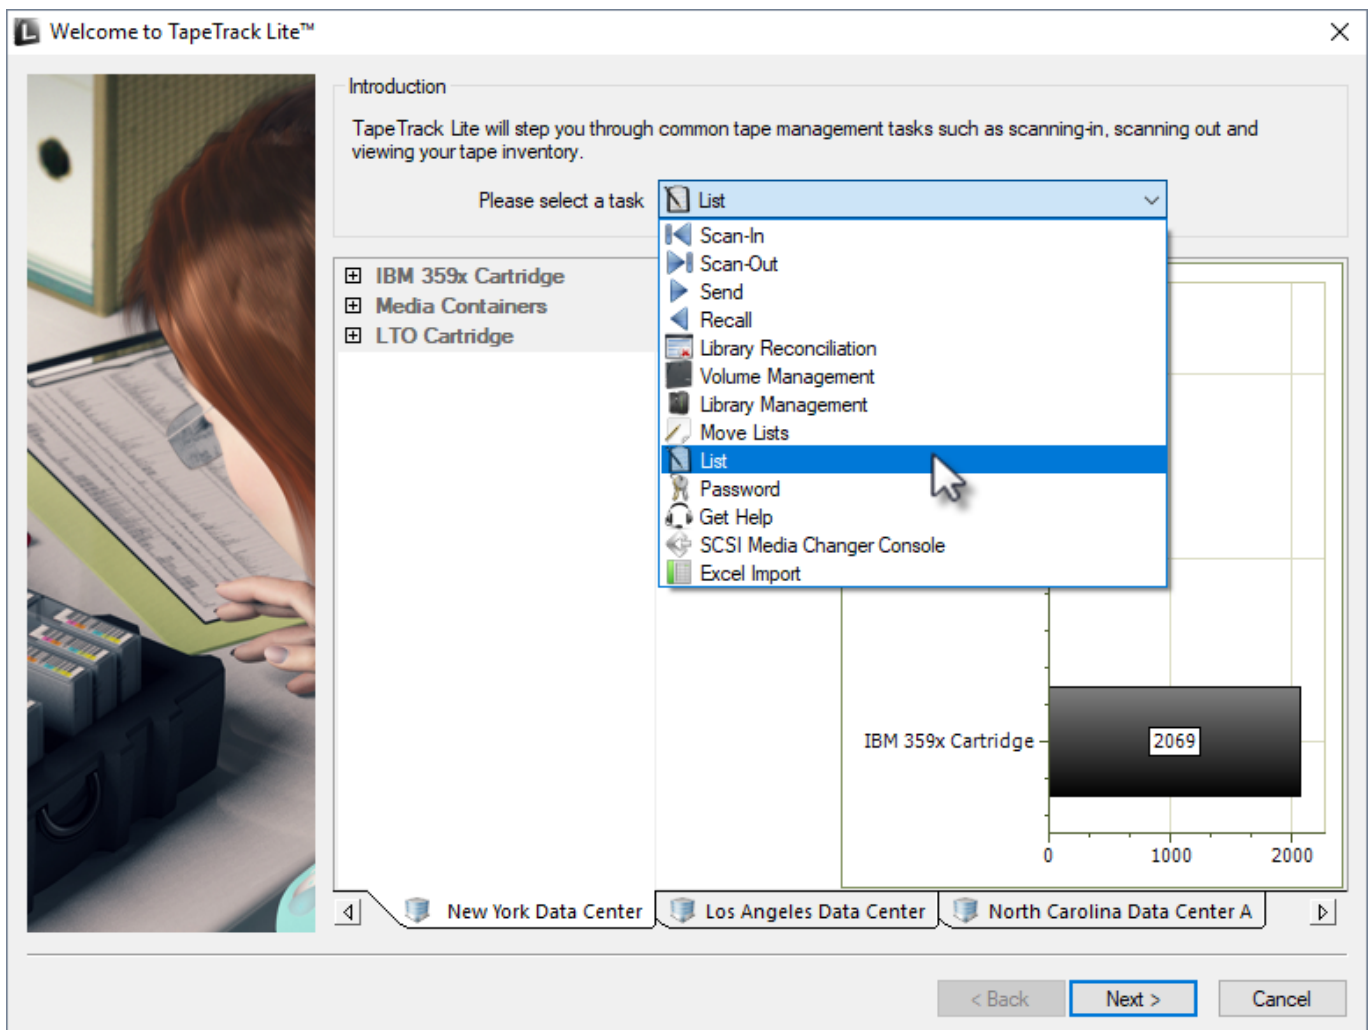 Welcome to TapeTrack Lite™
Introduction
TapeTrack Lite will step you through common tape management tasks such as scanning-in, scanning out and
viewing your tape inventory.
Please select a task
List
Scan-In
Scan-Out
Send
Recall
Library Reconciliation
Volume Management
Library Management
Move Lists
List
Password
Get Help
SCSI Media Changer Console
Excel Import
IBM 359x Cartridge
Media Containers
LTO Cartridge
IBM 359x Cartridge
2069
0 1000 2000
New York Data Center
Los Angeles Data Center
North Carolina Data Center A
< Back
Next >
Cancel